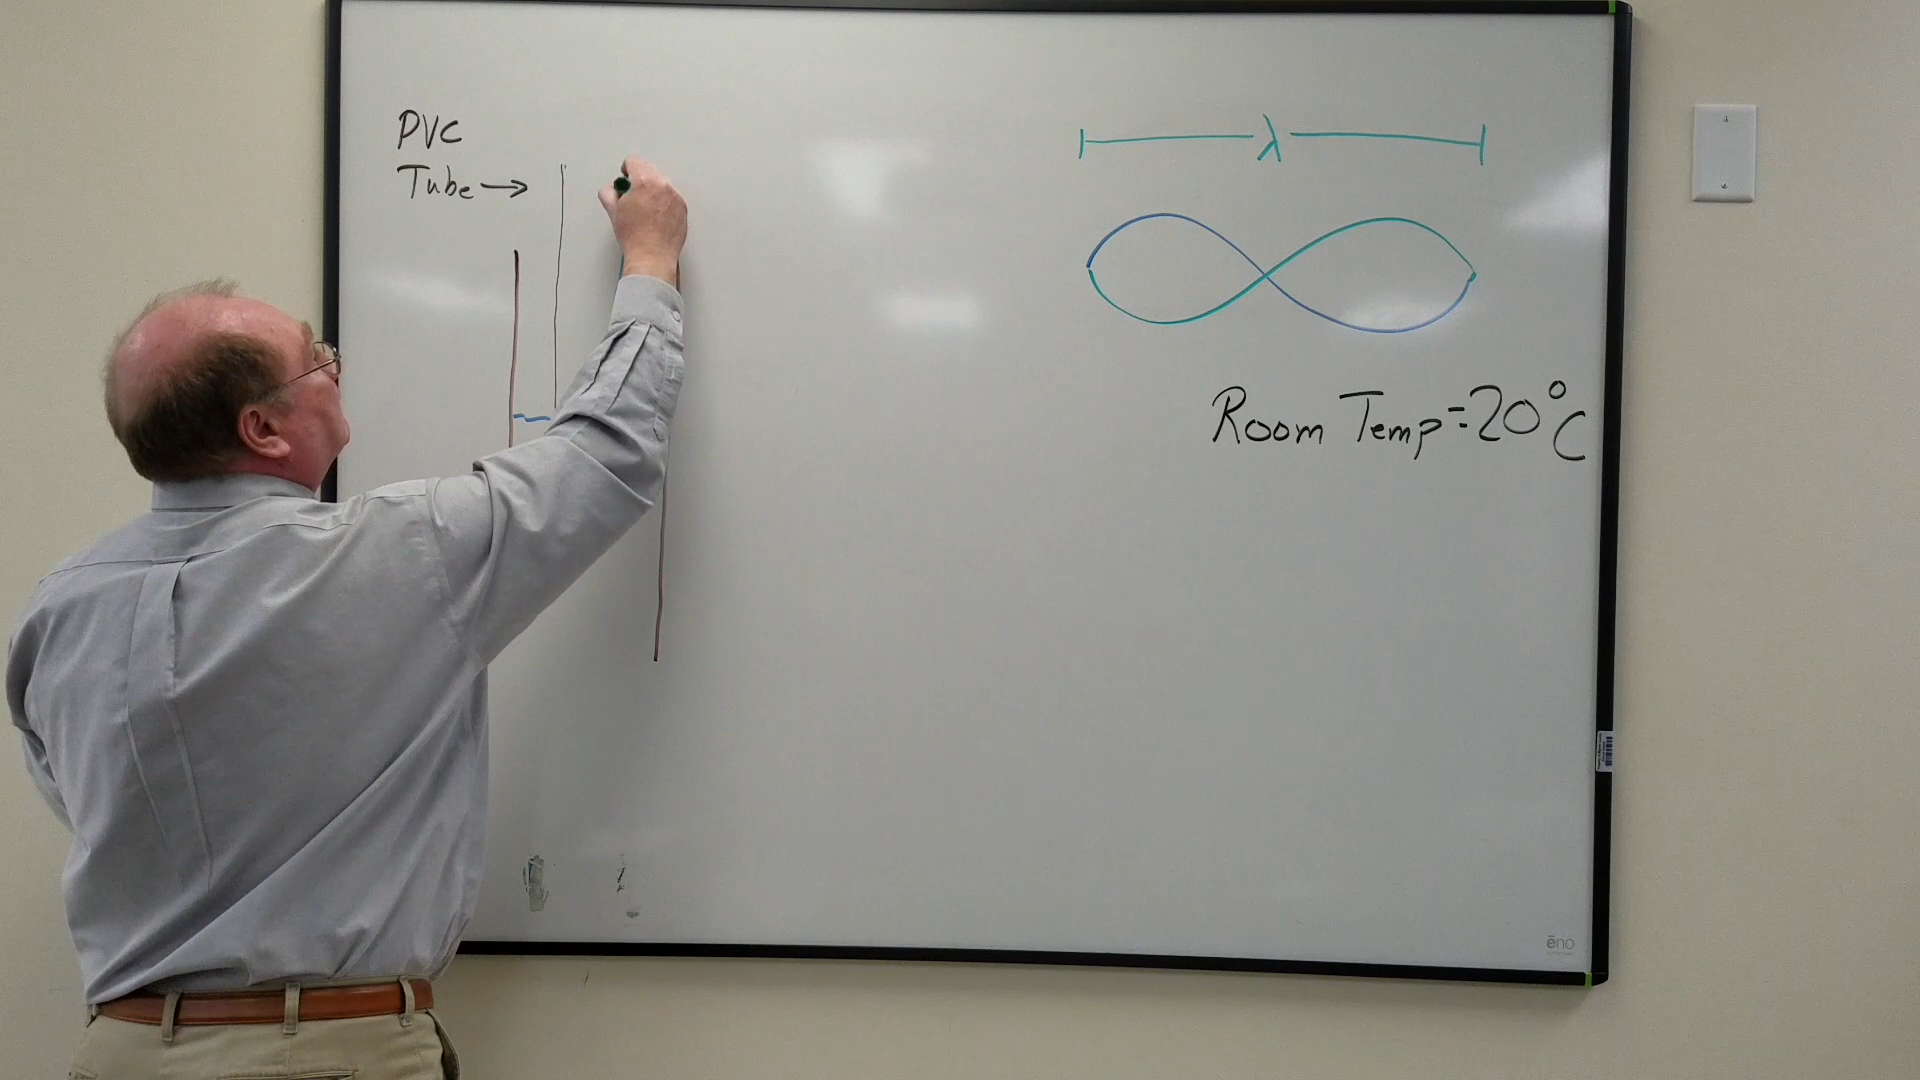 PVC
Tube →
λ
Room Temp = 20°C
ēno